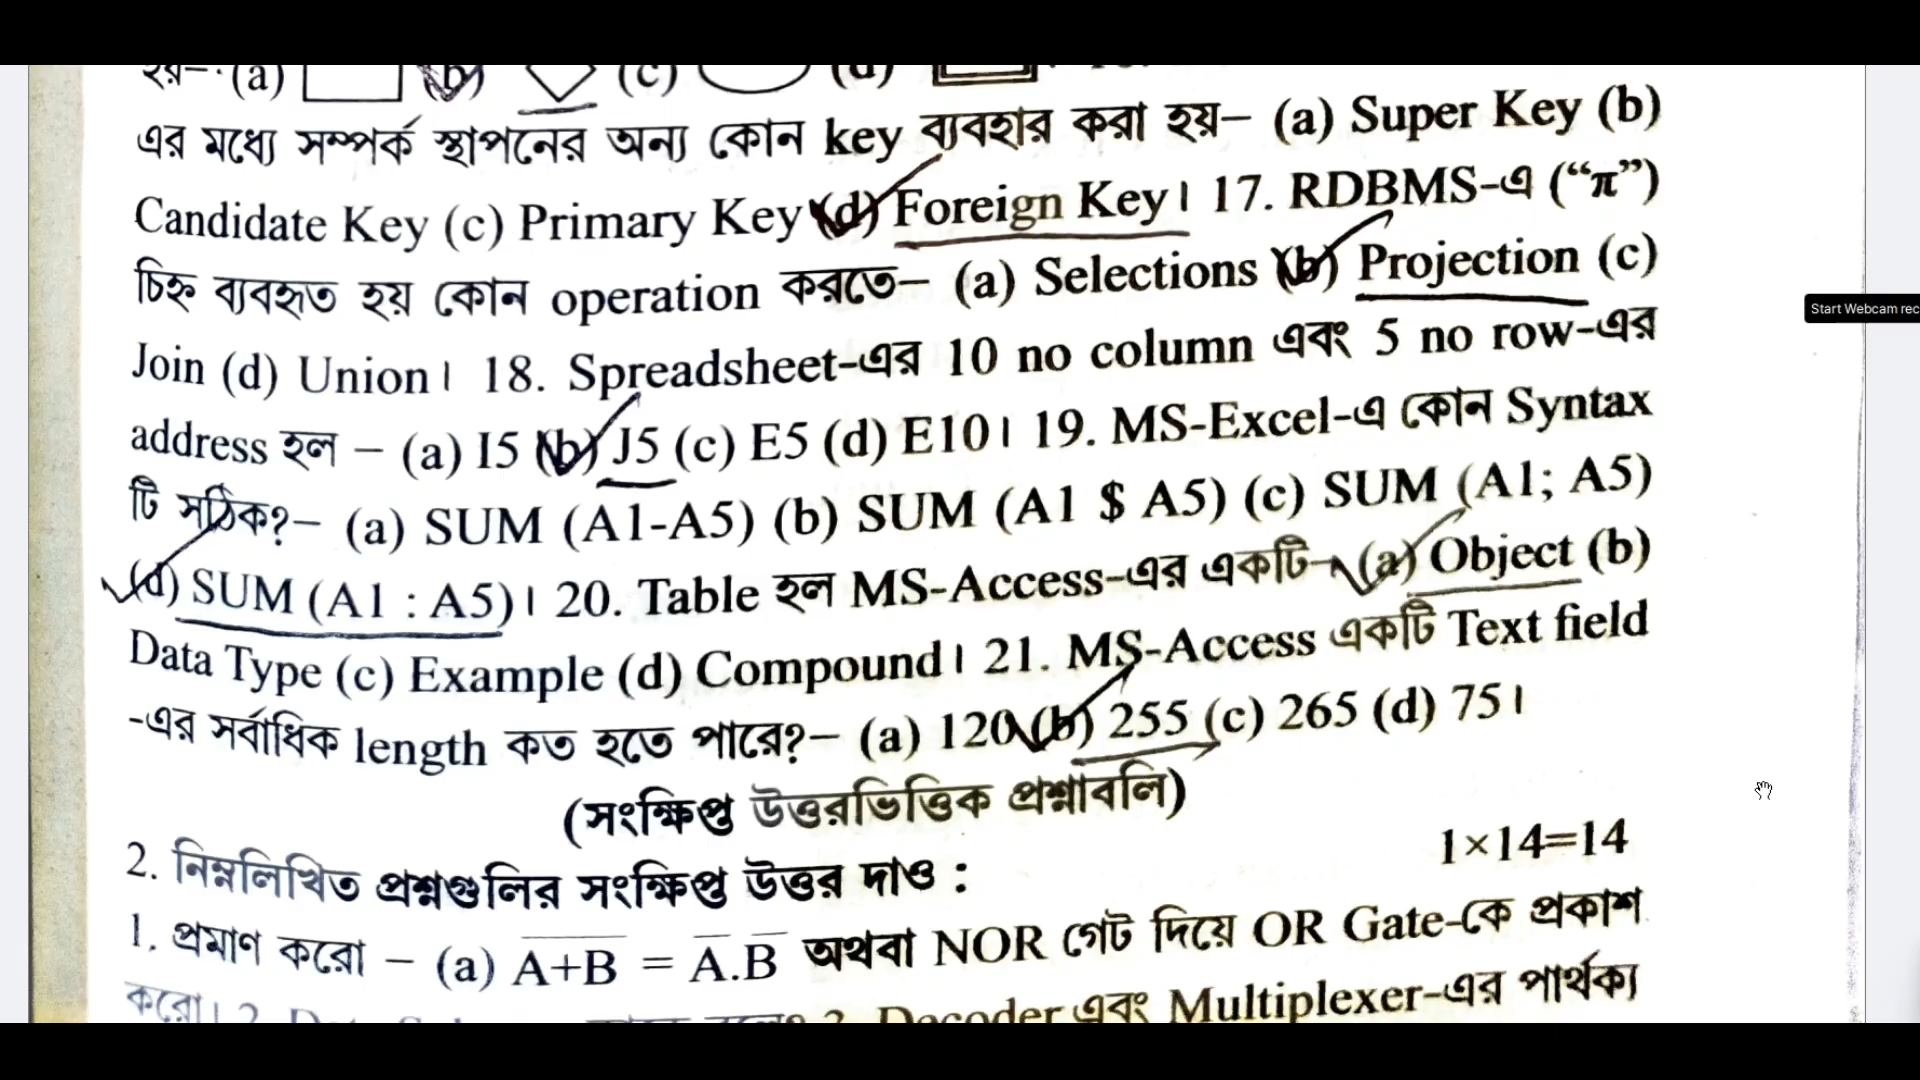 হয়– (a) (b) (c) (d)
এর মধ্যে সম্পর্ক স্থাপনের অন্য কোন key ব্যবহার করা হয়– (a) Super Key (b)
Candidate Key (c) Primary Key (d) Foreign Key। 17. RDBMS-এ (“π”)
চিহ্ন ব্যবহৃত হয় কোন operation করতে– (a) Selections (b) Projection (c)
Join (d) Union। 18. Spreadsheet-এর 10 no column এবং 5 no row-এর
address হল – (a) I5 (b) J5 (c) E5 (d) E10। 19. MS-Excel-এ কোন Syntax
টি সঠিক?– (a) SUM (A1-A5) (b) SUM (A1 $ A5) (c) SUM (A1; A5)
(d) SUM (A1 : A5)। 20. Table হল MS-Access-এর একটি– (a) Object (b)
Data Type (c) Example (d) Compound। 21. MS-Access একটি Text field
-এর সর্বাধিক length কত হতে পারে?– (a) 120 (b) 255 (c) 265 (d) 75।
(সংক্ষিপ্ত উত্তরভিত্তিক প্রশ্নাবলি)
2. নিম্নলিখিত প্রশ্নগুলির সংক্ষিপ্ত উত্তর দাও : 1×14=14
1. প্রমাণ করো – (a) A̅+̅B̅ = A̅.B̅ অথবা NOR গেট দিয়ে OR Gate-কে প্রকাশ
করো। 2. Decoder এবং Multiplexer-এর পার্থক্য
Start Webcam rec